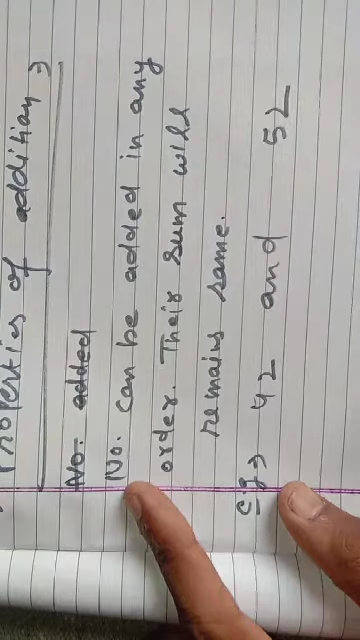 Properties of addition →
No. added
No. can be added in any
order. Their sum will
remains same.
eg → 42 and 52